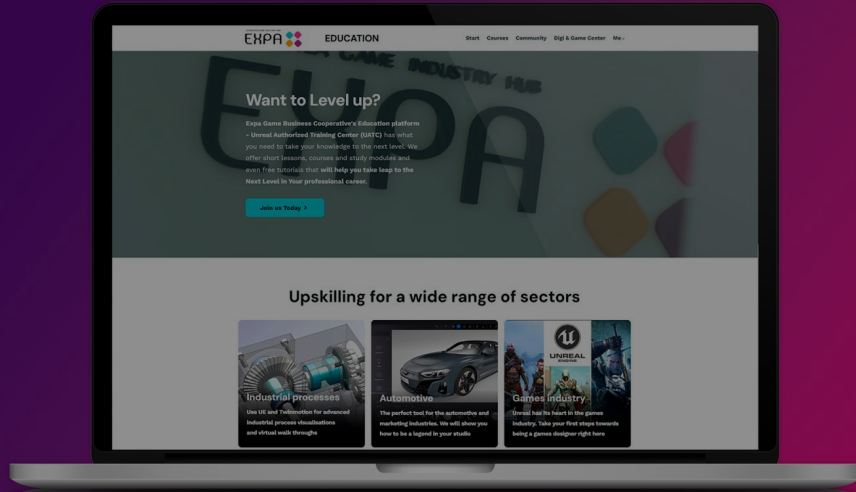 EXPA
EDUCATION
Start Courses Community Digi & Game Center Me
GAME INDUSTRY HUB
EXPA
Want to Level up?
Expa Game Business Cooperative's Education platform
- Unreal Authorized Training Center (UATC) has what
you need to take your knowledge to the next level. We
offer short lessons, courses and study modules and
even free tutorials that will help you take leap to the
Next Level in Your professional career.
Join us Today >
Upskilling for a wide range of sectors
Industrial processes
Use UE and Twinmotion for advanced
industrial process visualisations
and virtual walk throughs
Automotive
The perfect tool for the automotive and
marketing industries. We will show you
how to be a legend in your studio
UNREAL
ENGINE
Games industry
Unreal has its heart in the games
industry. Take your first steps towards
being a games designer right here